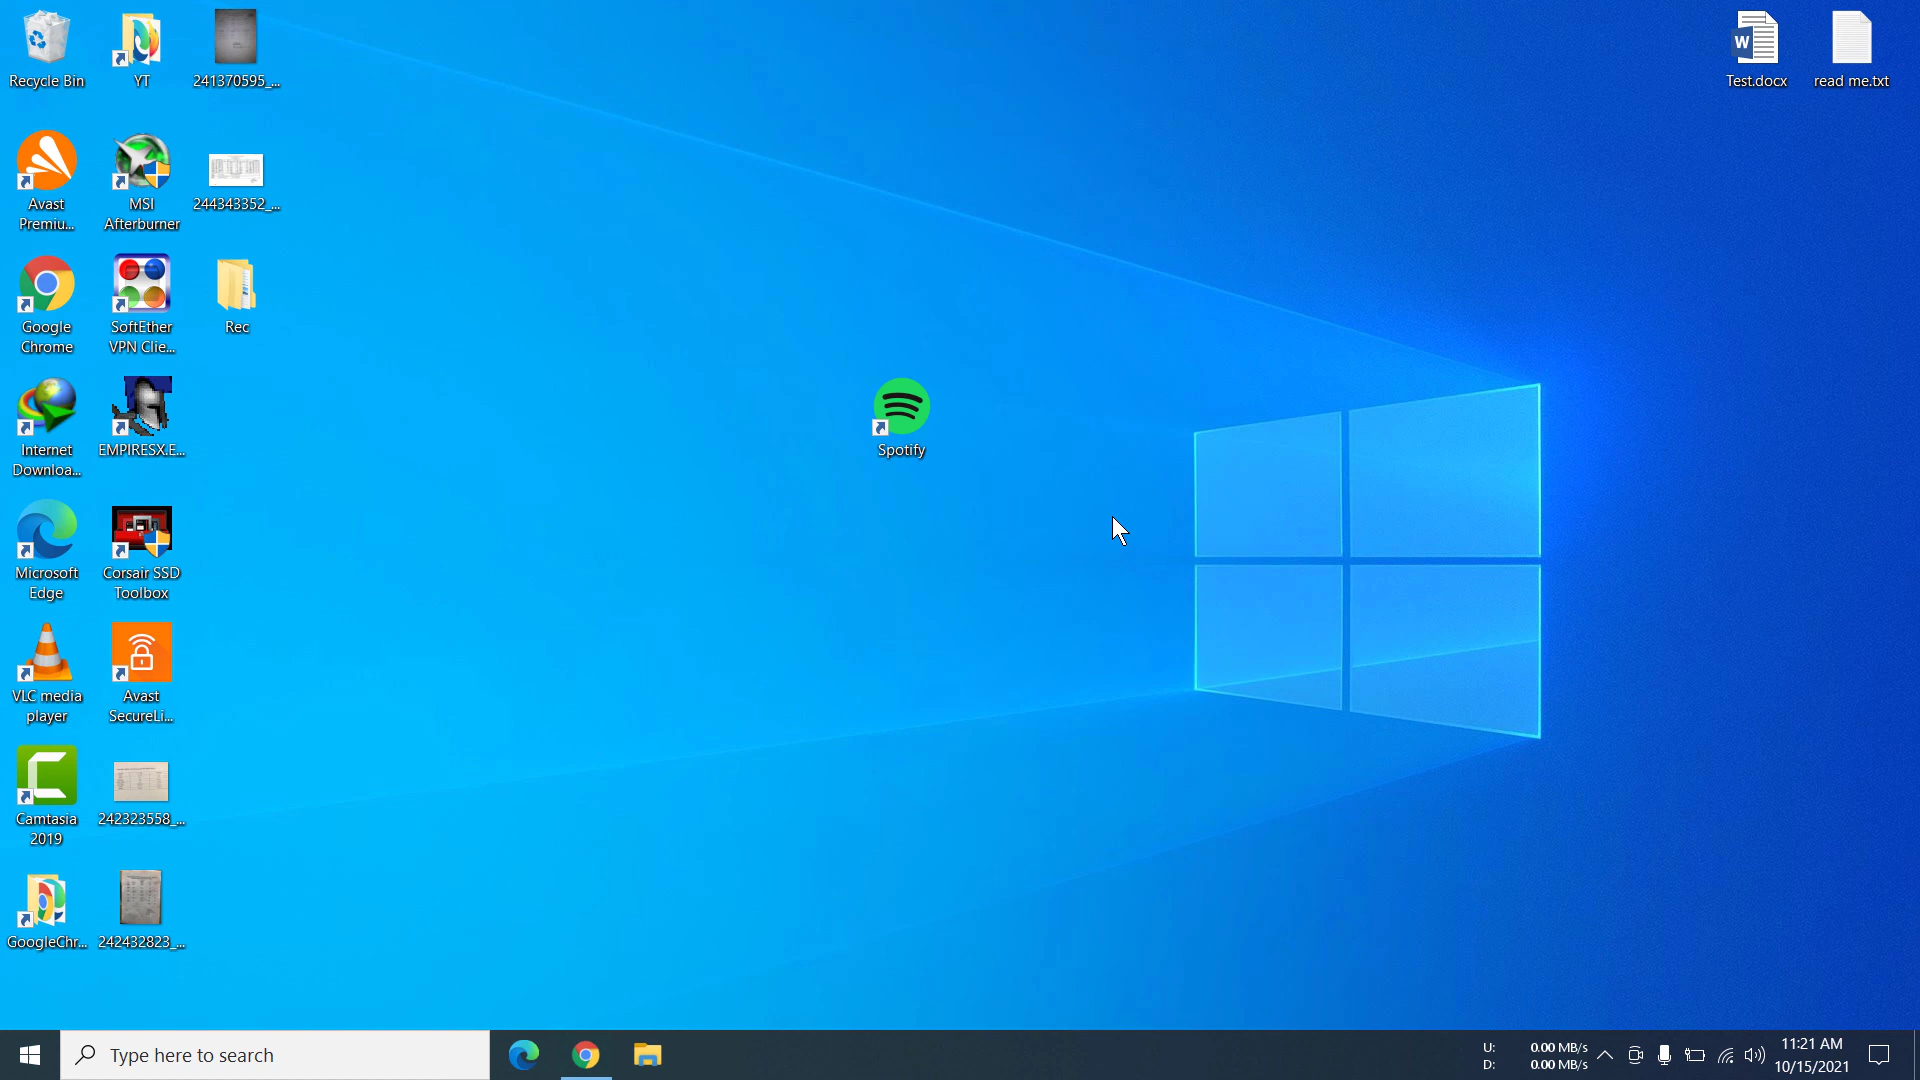 Recycle Bin
YT
241370595_...
Test.docx
W
read me.txt
Avast
Premiu...
MSI
Afterburner
244343352_...
Google
Chrome
SoftEther
VPN Clie...
Rec
Internet
Downloa...
EMPIRESX.E...
Spotify
Microsoft
Edge
Corsair SSD
Toolbox
VLC media
player
Avast
SecureLi...
Camtasia
2019
242323558_...
GoogleChr...
242432823_...
Type here to search
U: 0.00 MB/s
D: 0.00 MB/s
11:21 AM
10/15/2021